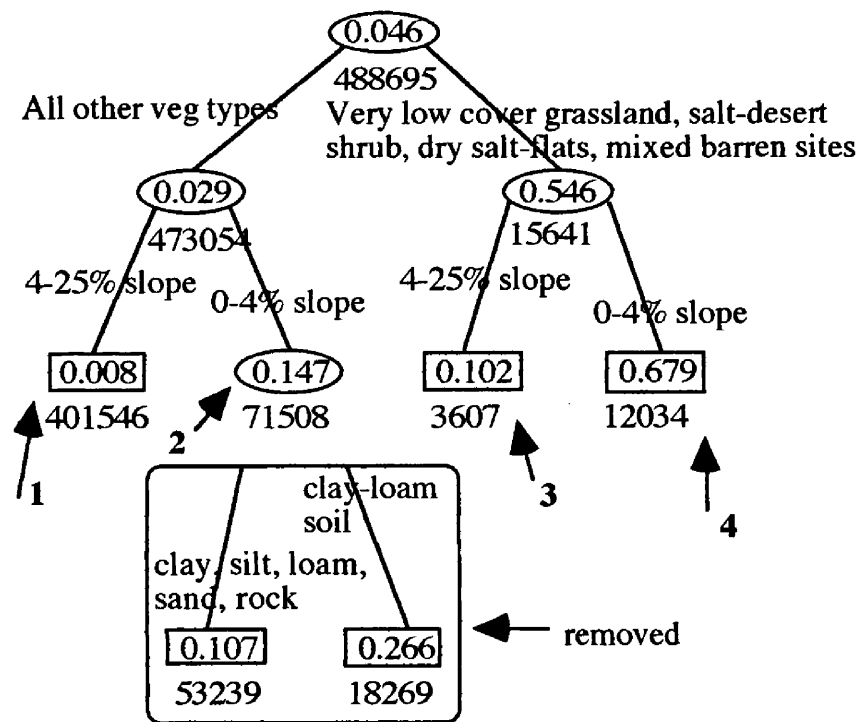 0.046
488695
All other veg types
Very low cover grassland, salt-desert
shrub, dry salt-flats, mixed barren sites
0.029
473054
0.546
15641
4-25% slope
0-4% slope
4-25% slope
0-4% slope
0.008
0.147
0.102
0.679
401546
71508
3607
12034
1
2
3
4
clay-loam
soil
clay, silt, loam,
sand, rock
0.107
0.266
removed
53239
18269